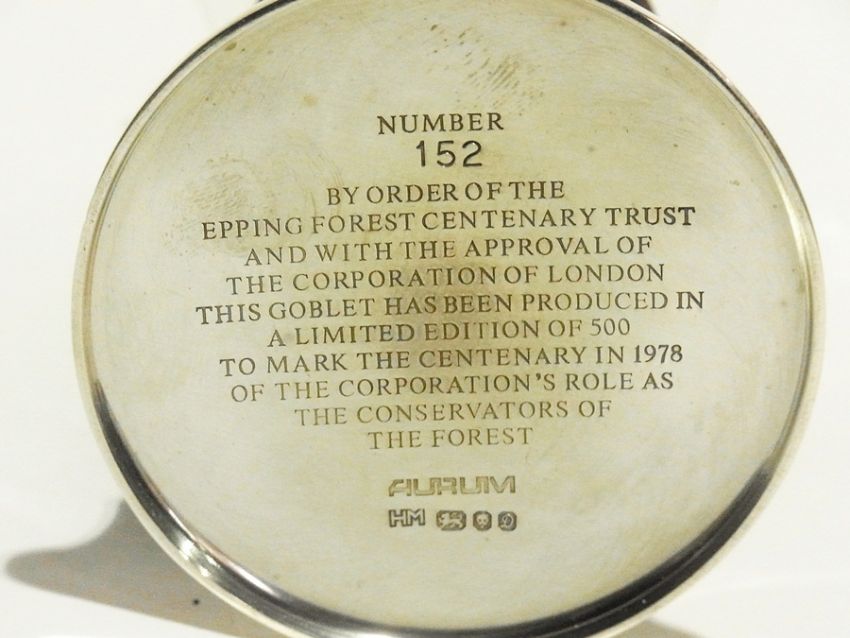 NUMBER
152
BY ORDER OF THE
EPPING FOREST CENTENARY TRUST
AND WITH THE APPROVAL OF
THE CORPORATION OF LONDON
THIS GOBLET HAS BEEN PRODUCED IN
A LIMITED EDITION OF 500
TO MARK THE CENTENARY IN 1978
OF THE CORPORATION'S ROLE AS
THE CONSERVATORS OF
THE FOREST
AURUM
HM